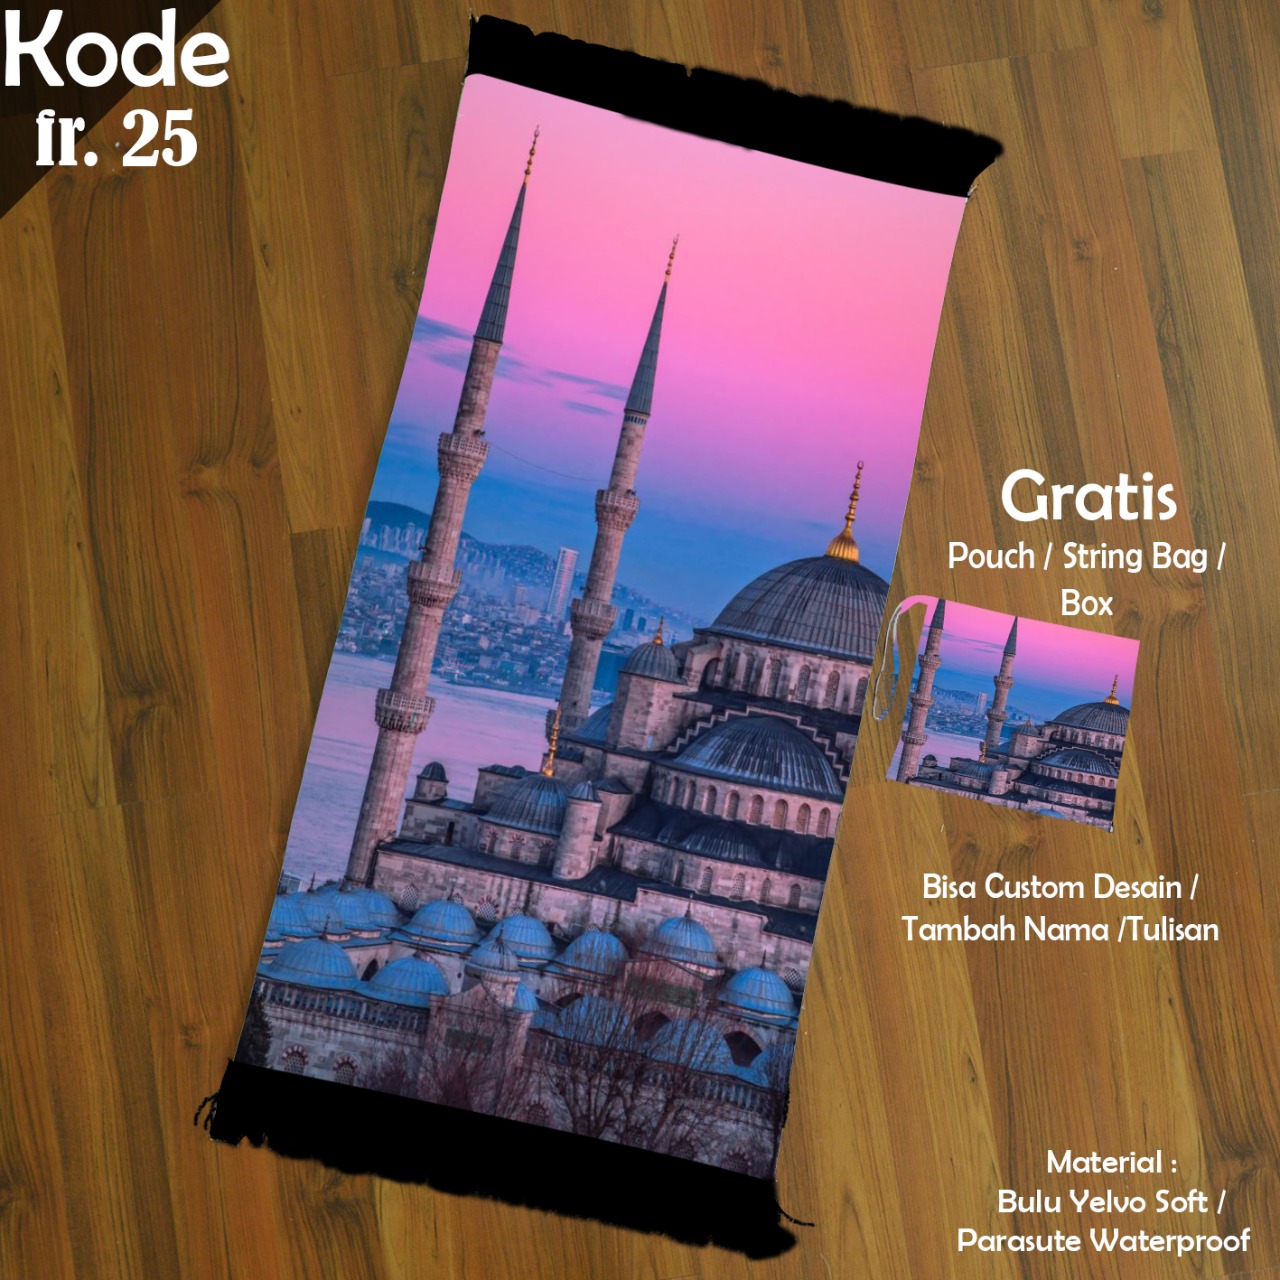 Kode
fr. 25
Gratis
Pouch / String Bag /
Box
Bisa Custom Desain /
Tambah Nama /Tulisan
Material :
Bulu Yelvo Soft /
Parasute Waterproof